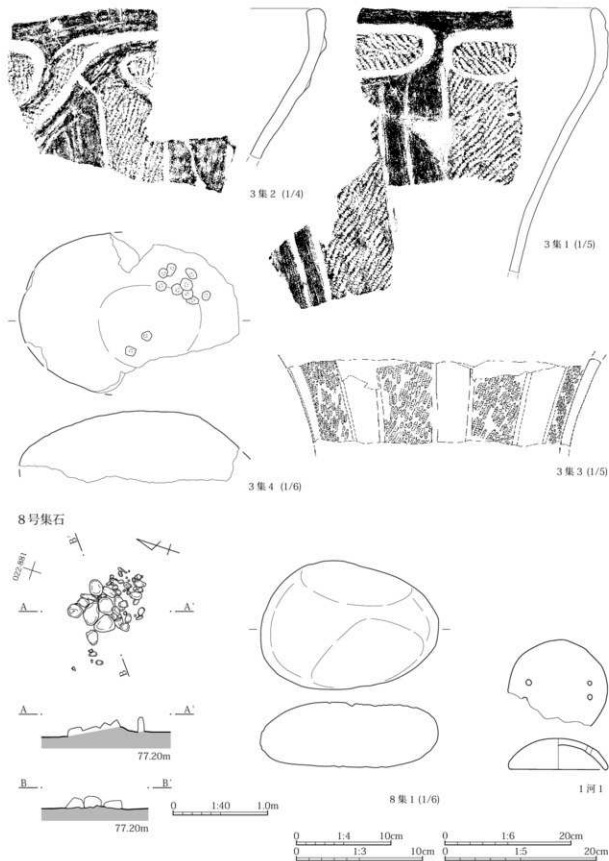 3集2 (1/4)
3集1 (1/5)
3集4 (1/6)
3集3 (1/5)
8号集石
022-881
B'
A A'
B
A A'
77.20m
B B'
77.20m
0 1:40 1.0m
8集1 (1/6)
1河1
0 1:4 10cm
0 1:3 10cm
0 1:6 20cm
0 1:5 20cm